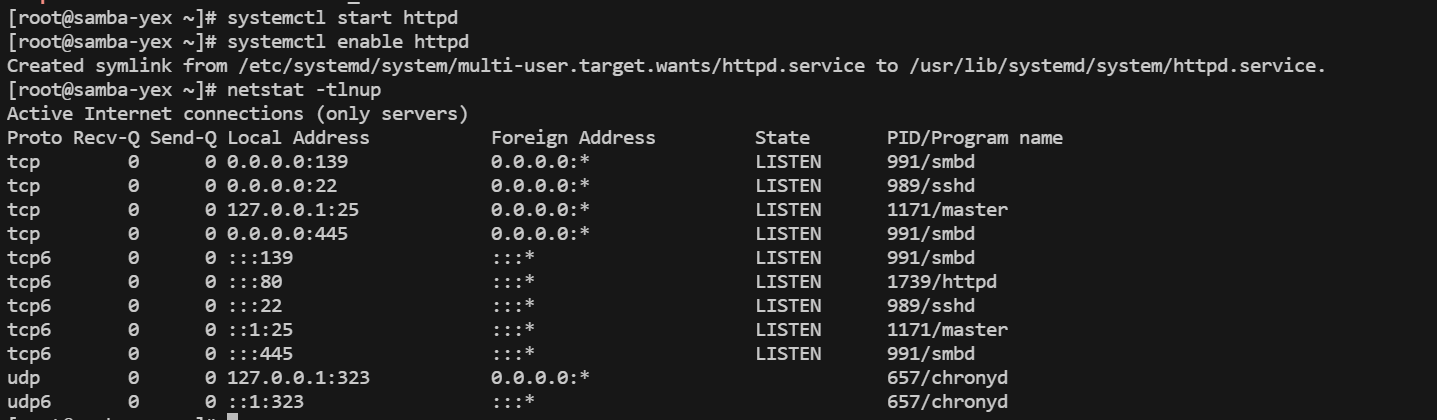 [root@samba-yex ~]# systemctl start httpd
[root@samba-yex ~]# systemctl enable httpd
Created symlink from /etc/systemd/system/multi-user.target.wants/httpd.service to /usr/lib/systemd/system/httpd.service.
[root@samba-yex ~]# netstat -tlnup
Active Internet connections (only servers)
Proto Recv-Q Send-Q Local Address           Foreign Address         State       PID/Program name
tcp        0      0 0.0.0.0:139             0.0.0.0:*               LISTEN      991/smbd
tcp        0      0 0.0.0.0:22              0.0.0.0:*               LISTEN      989/sshd
tcp        0      0 127.0.0.1:25            0.0.0.0:*               LISTEN      1171/master
tcp        0      0 0.0.0.0:445             0.0.0.0:*               LISTEN      991/smbd
tcp6       0      0 :::139                  :::*                    LISTEN      991/smbd
tcp6       0      0 :::80                   :::*                    LISTEN      1739/httpd
tcp6       0      0 :::22                   :::*                    LISTEN      989/sshd
tcp6       0      0 ::1:25                  :::*                    LISTEN      1171/master
tcp6       0      0 :::445                  :::*                    LISTEN      991/smbd
udp        0      0 127.0.0.1:323           0.0.0.0:*                           657/chronyd
udp6       0      0 ::1:323                 :::*                                657/chronyd